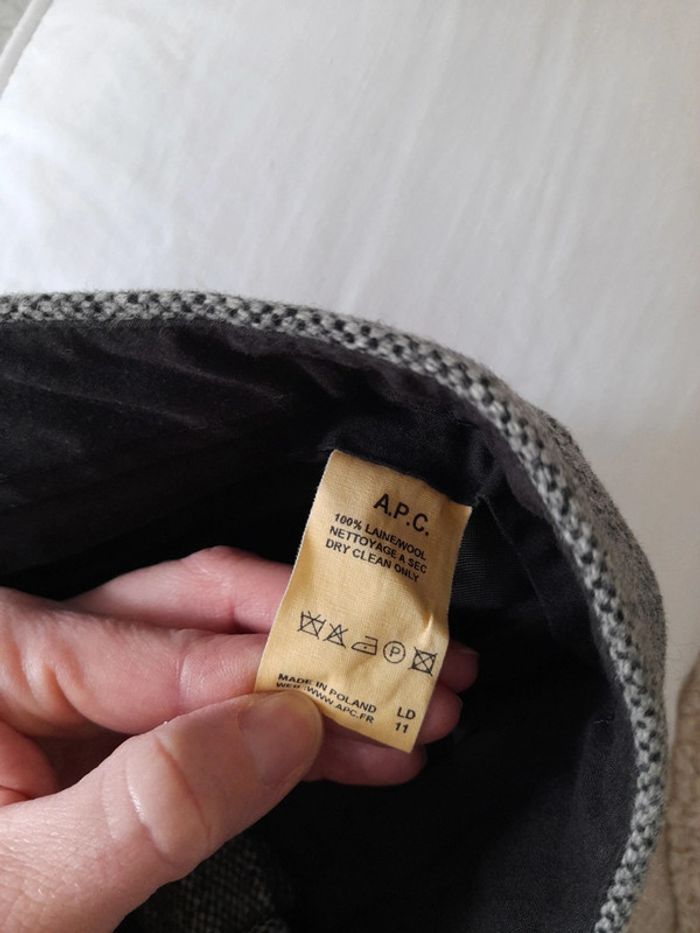 A.P.C.
100% LAINE/WOOL
NETTOYAGE A SEC
DRY CLEAN ONLY
P
MADE IN POLAND
WEB :WWW.APC.FR
LD
11